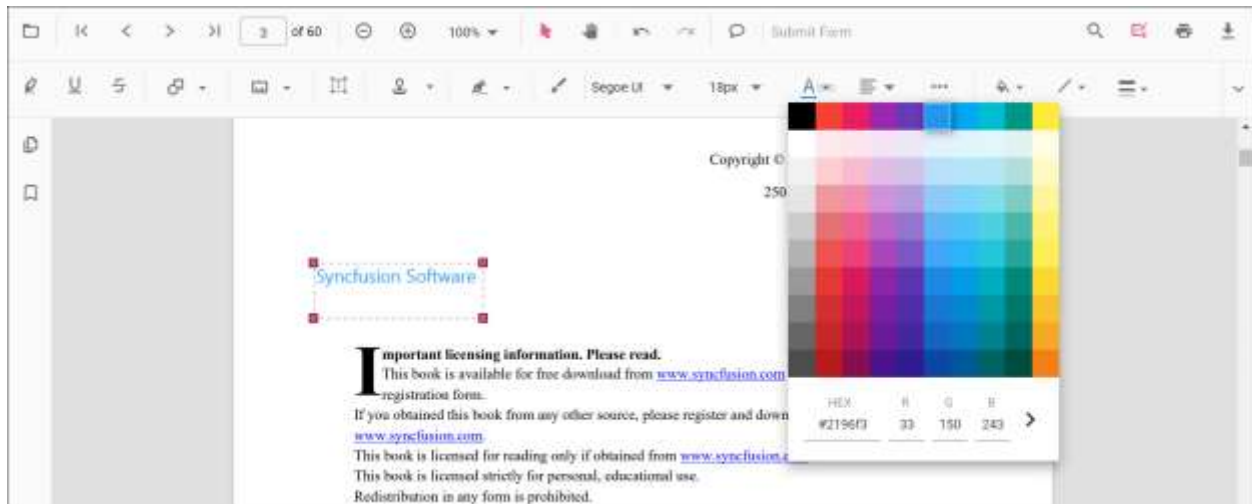 3 of 60 100% Submit Form
Segoe UI 18px A
Copyright ©
250
Syncfusion Software
Important licensing information. Please read.
This book is available for free download from www.syncfusion.com
registration form.
If you obtained this book from any other source, please register and down
www.syncfusion.com.
This book is licensed for reading only if obtained from www.syncfusion.c
This book is licensed strictly for personal, educational use.
Redistribution in any form is prohibited.
HEX R G B
#2196f3 33 150 243